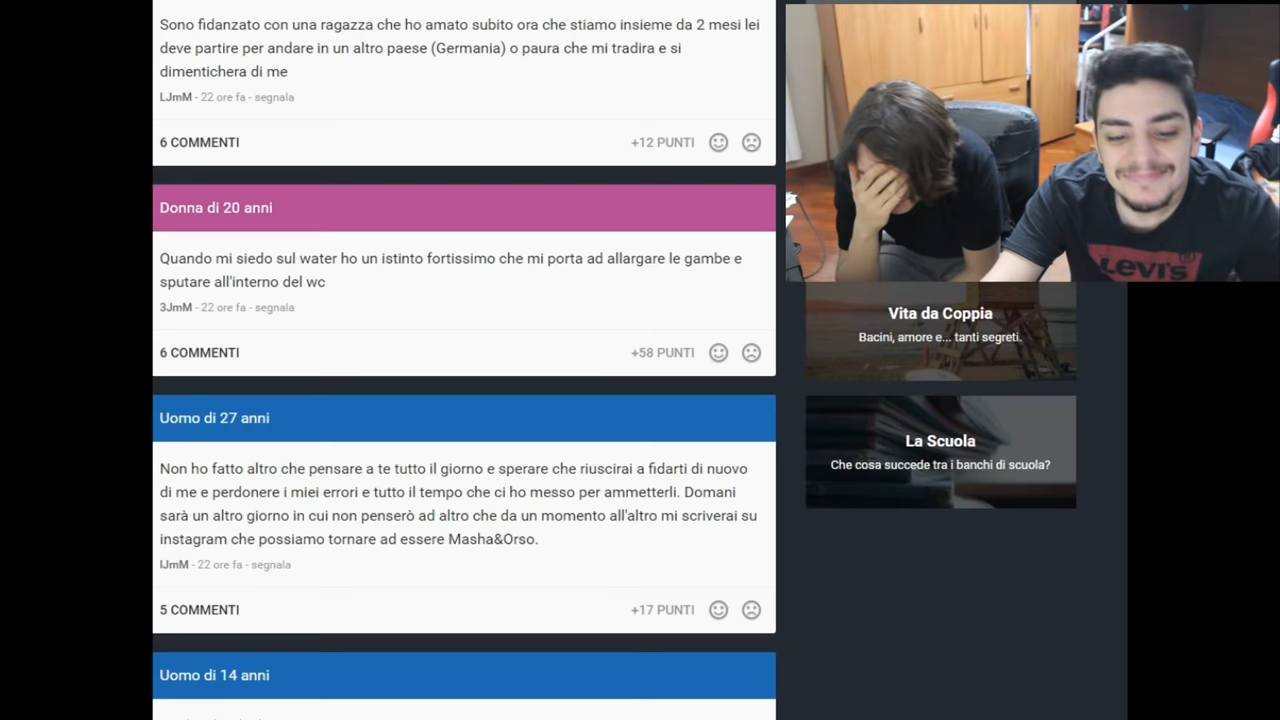 Sono fidanzato con una ragazza che ho amato subito ora che stiamo insieme da 2 mesi lei
deve partire per andare in un altro paese (Germania) o paura che mi tradira e si
dimentichera di me
LJmM - 22 ore fa - segnala
6 COMMENTI
+12 PUNTI
Donna di 20 anni
Quando mi siedo sul water ho un istinto fortissimo che mi porta ad allargare le gambe e
sputare all'interno del wc
3JmM - 22 ore fa - segnala
6 COMMENTI
+58 PUNTI
Uomo di 27 anni
Non ho fatto altro che pensare a te tutto il giorno e sperare che riuscirai a fidarti di nuovo
di me e perdonere i miei errori e tutto il tempo che ci ho messo per ammetterli. Domani
sarà un altro giorno in cui non penserò ad altro che da un momento all'altro mi scriverai su
instagram che possiamo tornare ad essere Masha&Orso.
IJmM - 22 ore fa - segnala
5 COMMENTI
+17 PUNTI
Uomo di 14 anni
Levi's
Vita da Coppia
Bacini, amore e... tanti segreti.
La Scuola
Che cosa succede tra i banchi di scuola?